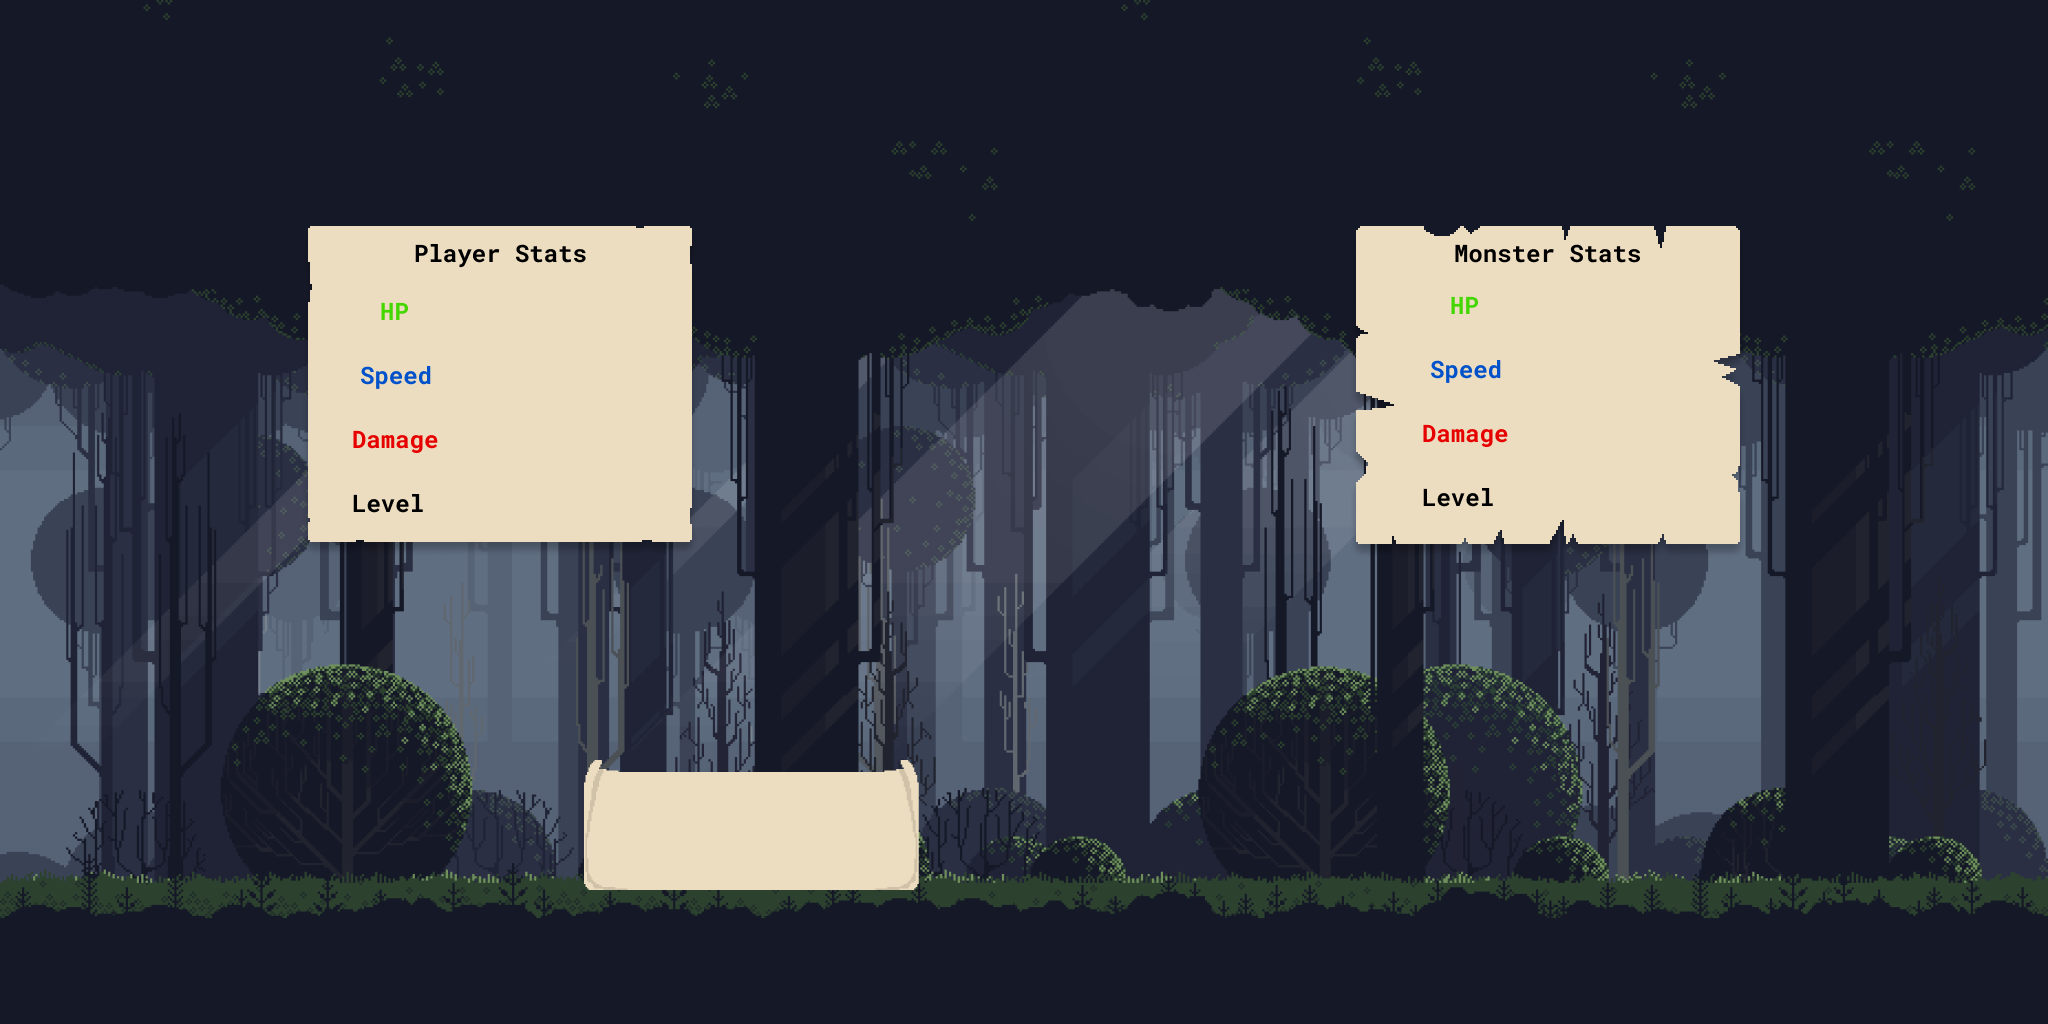 Player Stats
HP
Speed
Damage
Level
Monster Stats
HP
Speed
Damage
Level